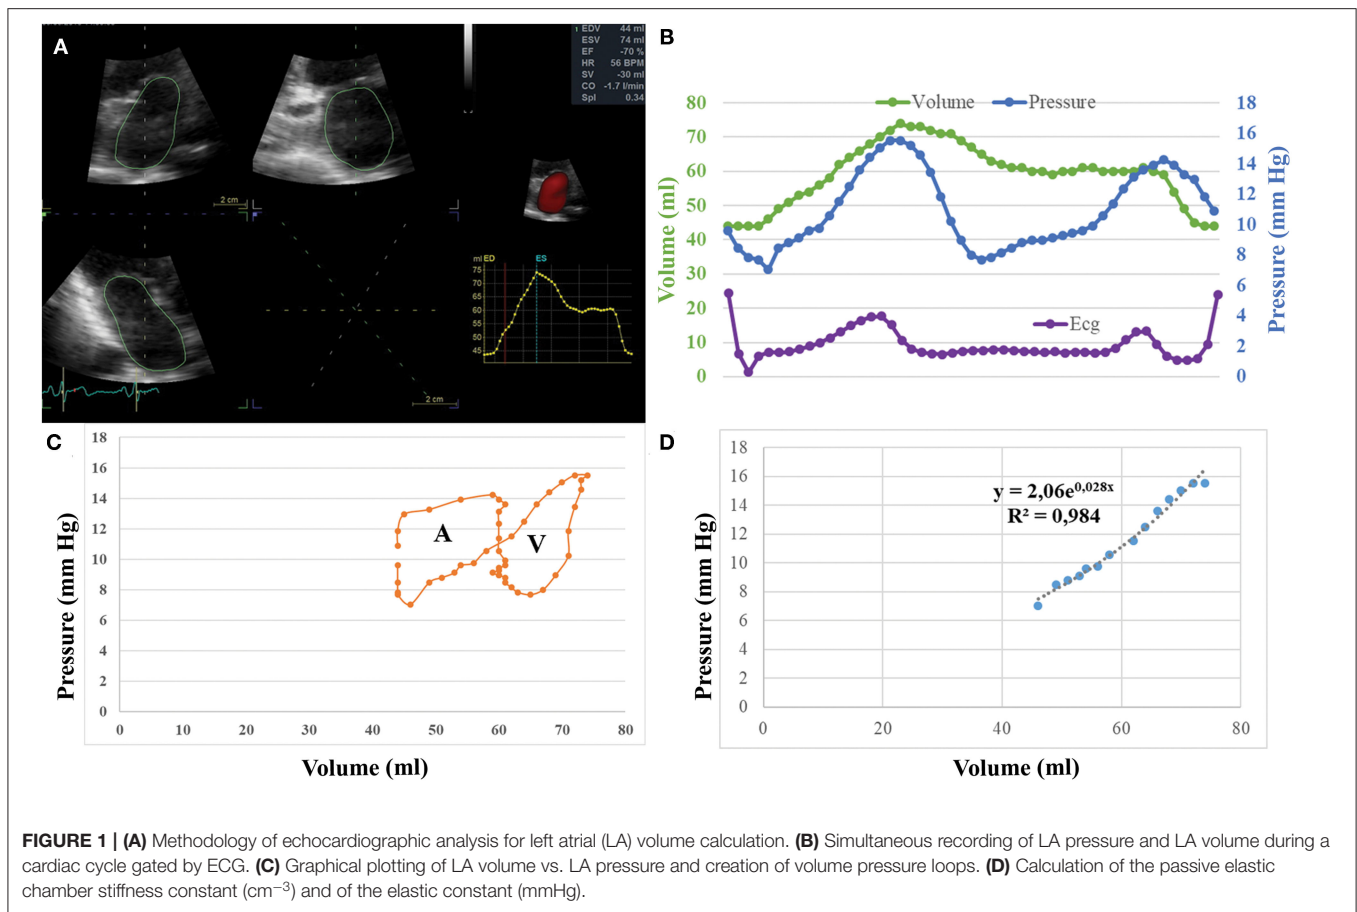 A
1 EDV 44 ml
ESV 74 ml
EF -70 %
HR 56 BPM
SV -30 ml
CO -1.7 l/min
Spl 0.34
2 cm
2 cm
ml ED ES
75
70
65
60
55
50
45
B
Volume Pressure
Ecg
Volume (ml)
80
70
60
50
40
30
20
10
0
18
16
14
12
10
8
6
4
2
0
Pressure (mm Hg)
C
Pressure (mm Hg)
18
16
14
12
10
8
6
4
2
0
A
V
0 10 20 30 40 50 60 70 80
Volume (ml)
D
Pressure (mm Hg)
18
16
14
12
10
8
6
4
2
0
y = 2,06e^0,028x
R² = 0,984
0 20 40 60 80
Volume (ml)
FIGURE 1 | (A) Methodology of echocardiographic analysis for left atrial (LA) volume calculation. (B) Simultaneous recording of LA pressure and LA volume during a
cardiac cycle gated by ECG. (C) Graphical plotting of LA volume vs. LA pressure and creation of volume pressure loops. (D) Calculation of the passive elastic
chamber stiffness constant (cm⁻³) and of the elastic constant (mmHg).